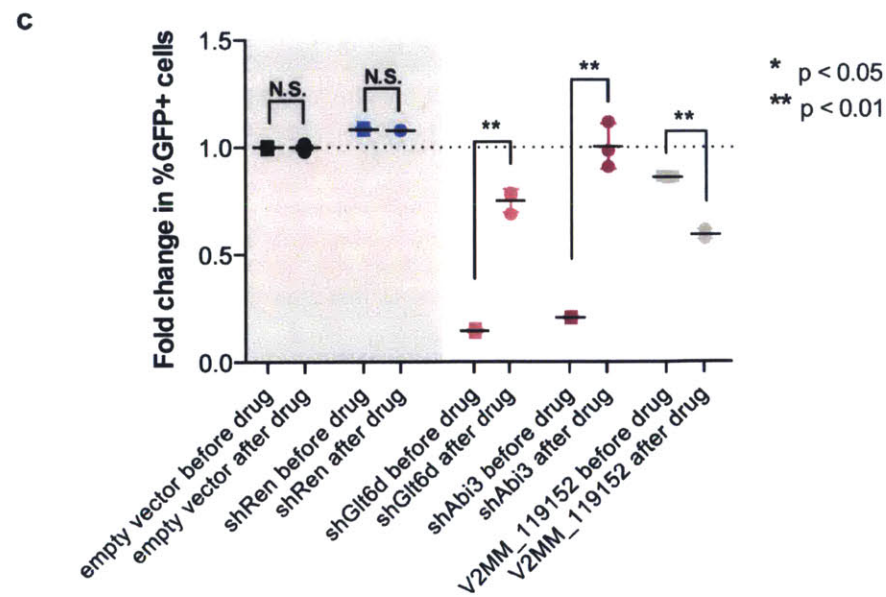 c
Fold change in %GFP+ cells
1.5
1.0
0.5
0.0
N.S.
N.S.
**
**
**
* p < 0.05
** p < 0.01
empty vector before drug
empty vector after drug
shRen before drug
shRen after drug
shGlt6d before drug
shGlt6d after drug
shAbi3 before drug
shAbi3 after drug
V2MM_119152 before drug
V2MM_119152 after drug